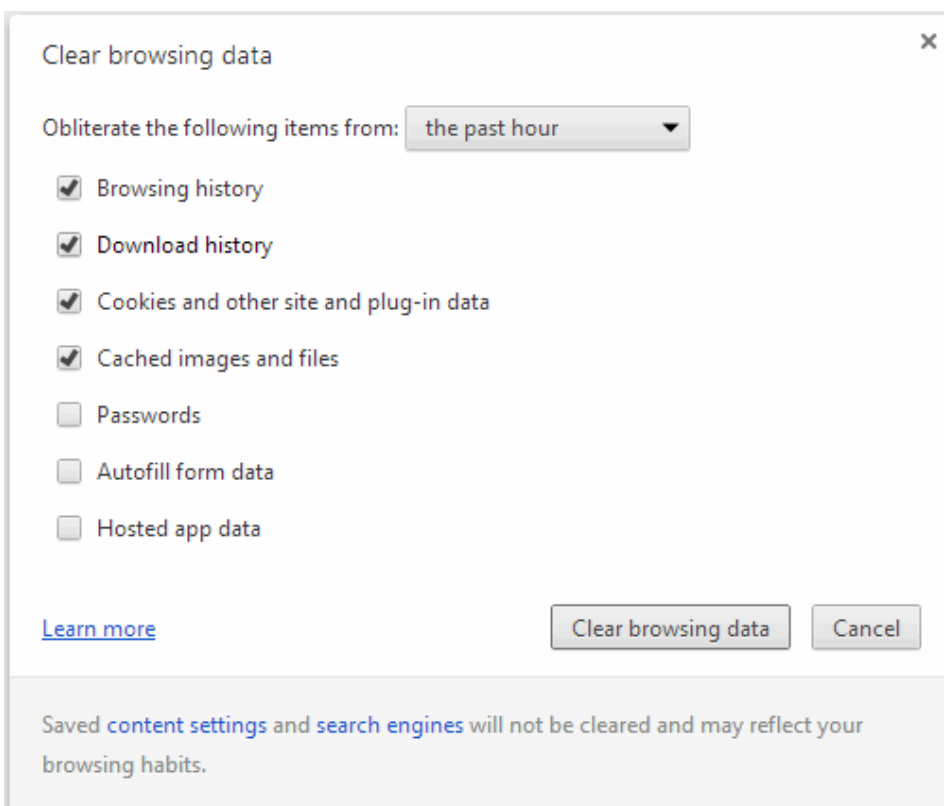 Clear browsing data
Obliterate the following items from: the past hour
Browsing history
Download history
Cookies and other site and plug-in data
Cached images and files
Passwords
Autofill form data
Hosted app data
Learn more Clear browsing data Cancel
Saved content settings and search engines will not be cleared and may reflect your
browsing habits.